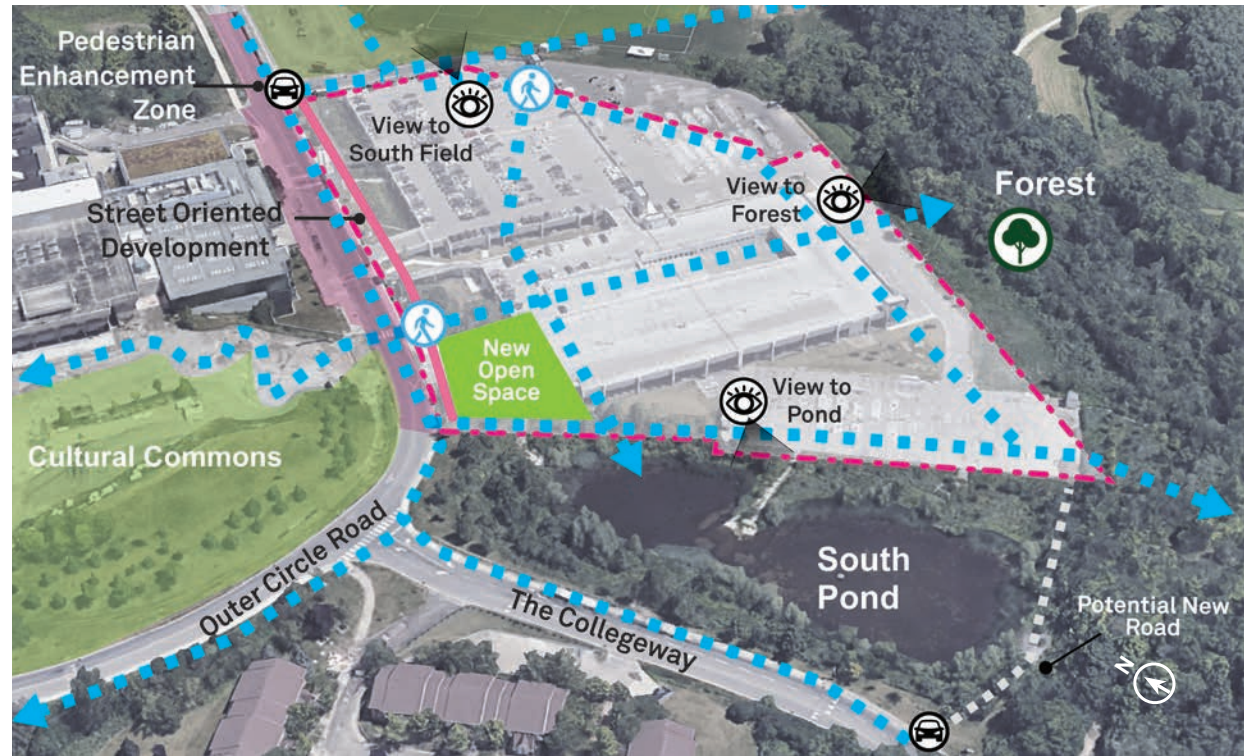 Pedestrian
Enhancement
Zone
View to
South Field
Street Oriented
Development
View to
Forest
Forest
New
Open
Space
View to
Pond
Cultural Commons
Outer Circle Road
The Collegeway
South
Pond
Potential New
Road
N